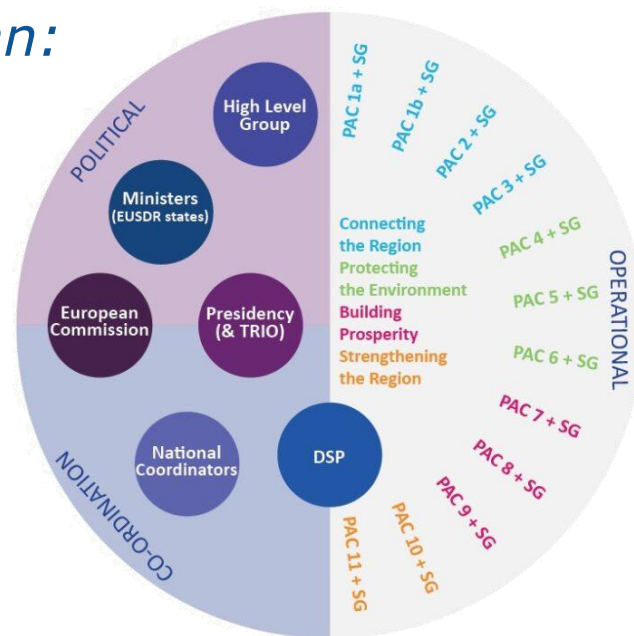 n:
POLITICAL
High Level
Group
Ministers
(EUSDR states)
European
Commission
Presidency
(& TRIO)
CO-ORDINATION
National
Coordinators
DSP
Connecting
the Region
Protecting
the Environment
Building
Prosperity
Strengthening
the Region
OPERATIONAL
PAC 1a + SG
PAC 1b + SG
PAC 2 + SG
PAC 3 + SG
PAC 4 + SG
PAC 5 + SG
PAC 6 + SG
PAC 7 + SG
PAC 8 + SG
PAC 9 + SG
PAC 10 + SG
PAC 11 + SG